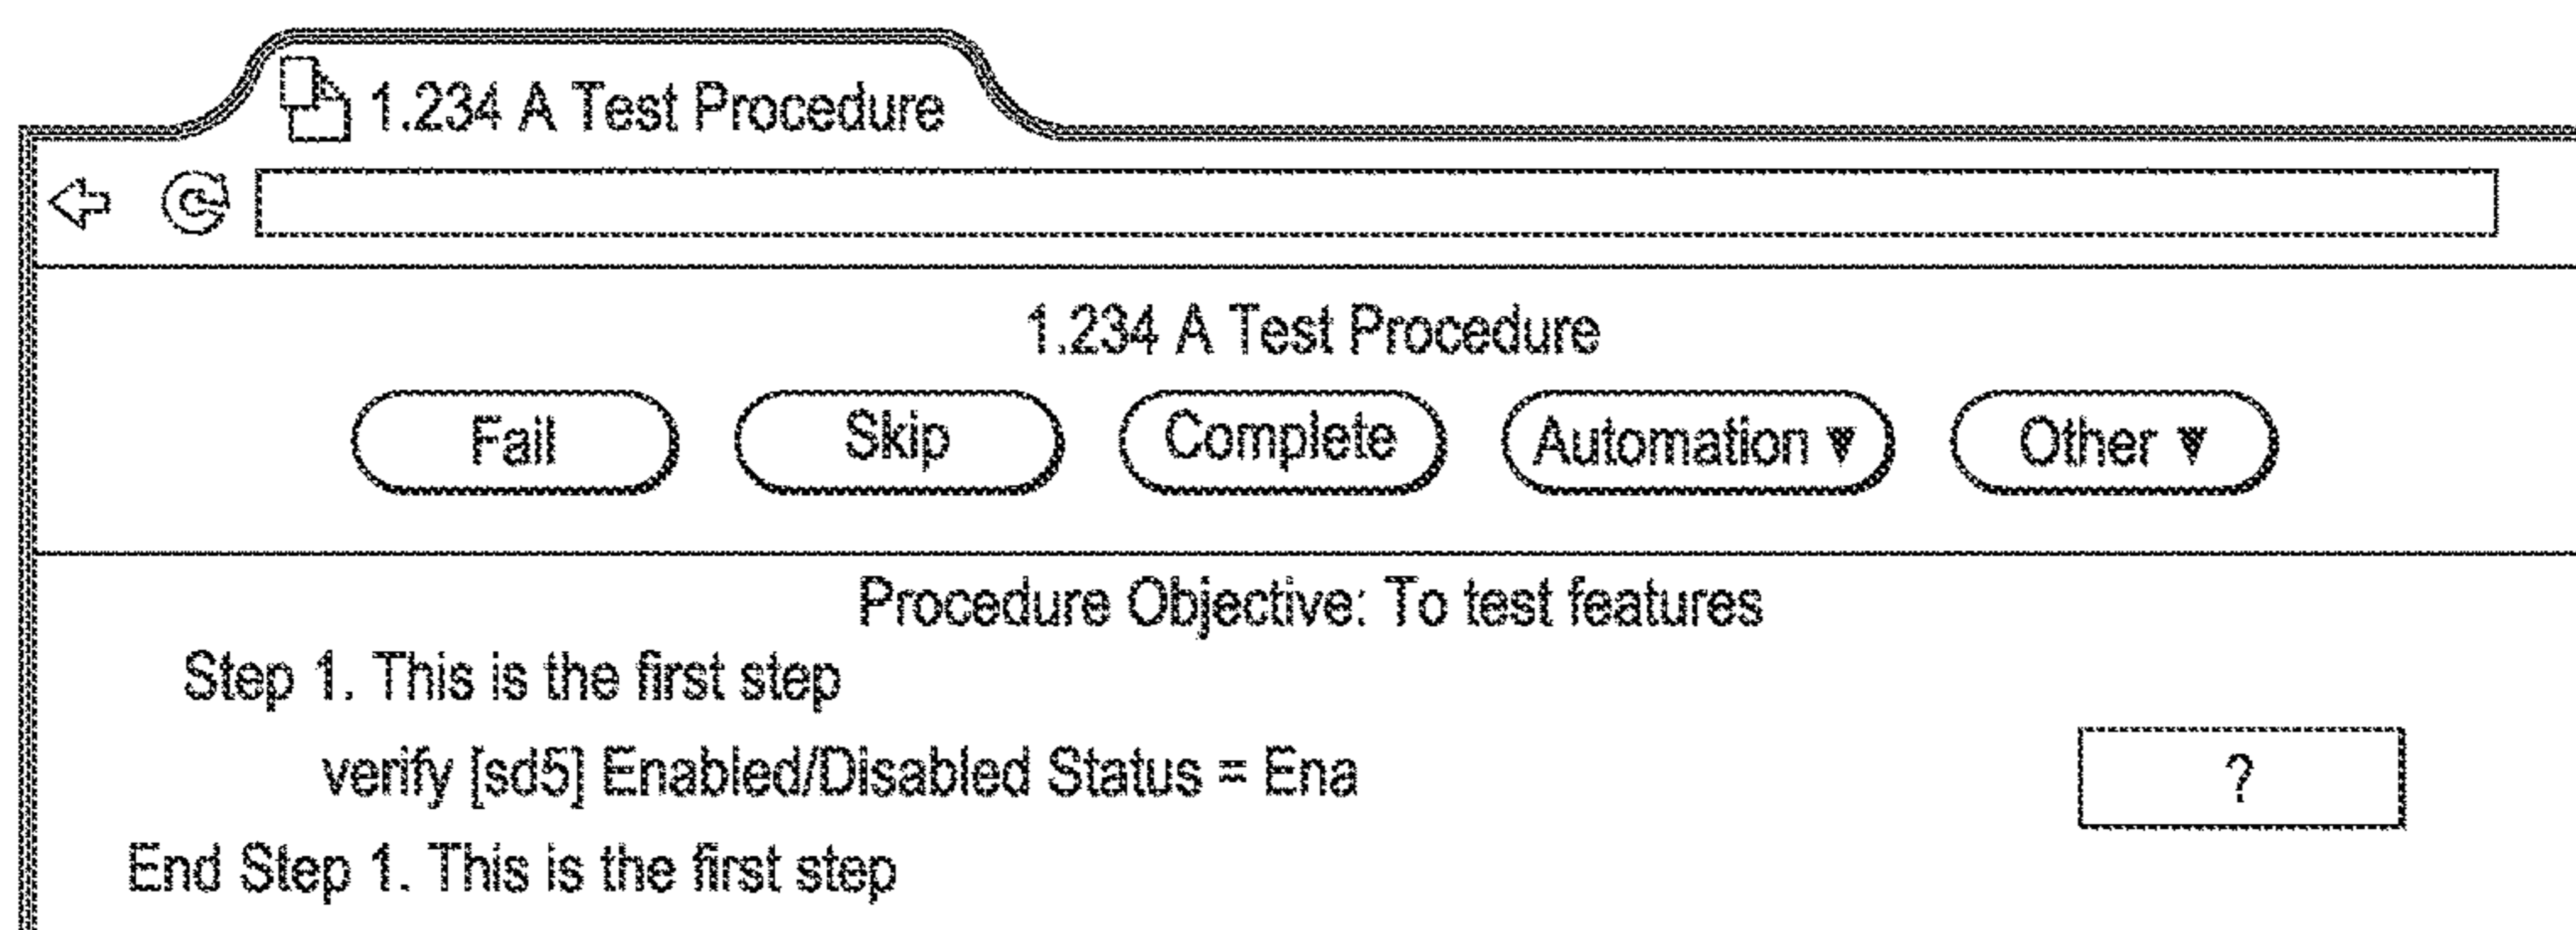 1.234 A Test Procedure
1.234 A Test Procedure
Fail Skip Complete Automation ▼ Other ▼
Procedure Objective: To test features
Step 1. This is the first step
verify [sd5] Enabled/Disabled Status = Ena ?
End Step 1. This is the first step